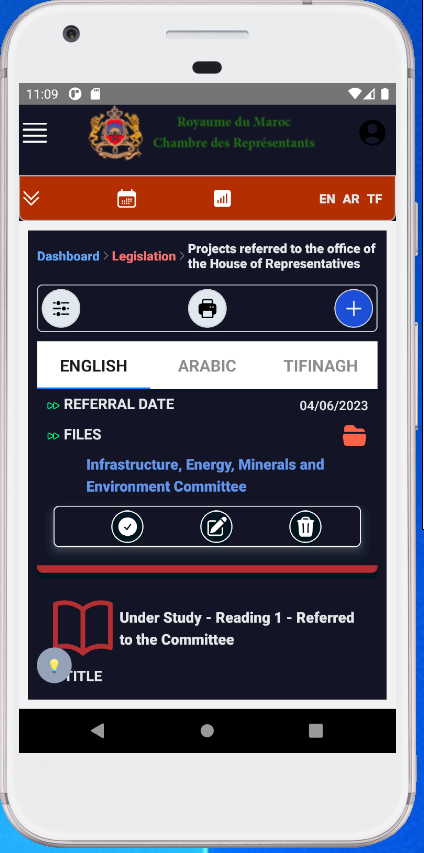 11:09
Royaume du Maroc
Chambre des Représentants
EN AR TF
Dashboard > Legislation > Projects referred to the office of
the House of Representatives
ENGLISH ARABIC TIFINAGH
REFERRAL DATE 04/06/2023
FILES
Infrastructure, Energy, Minerals and
Environment Committee
Under Study - Reading 1 - Referred
to the Committee
TITLE